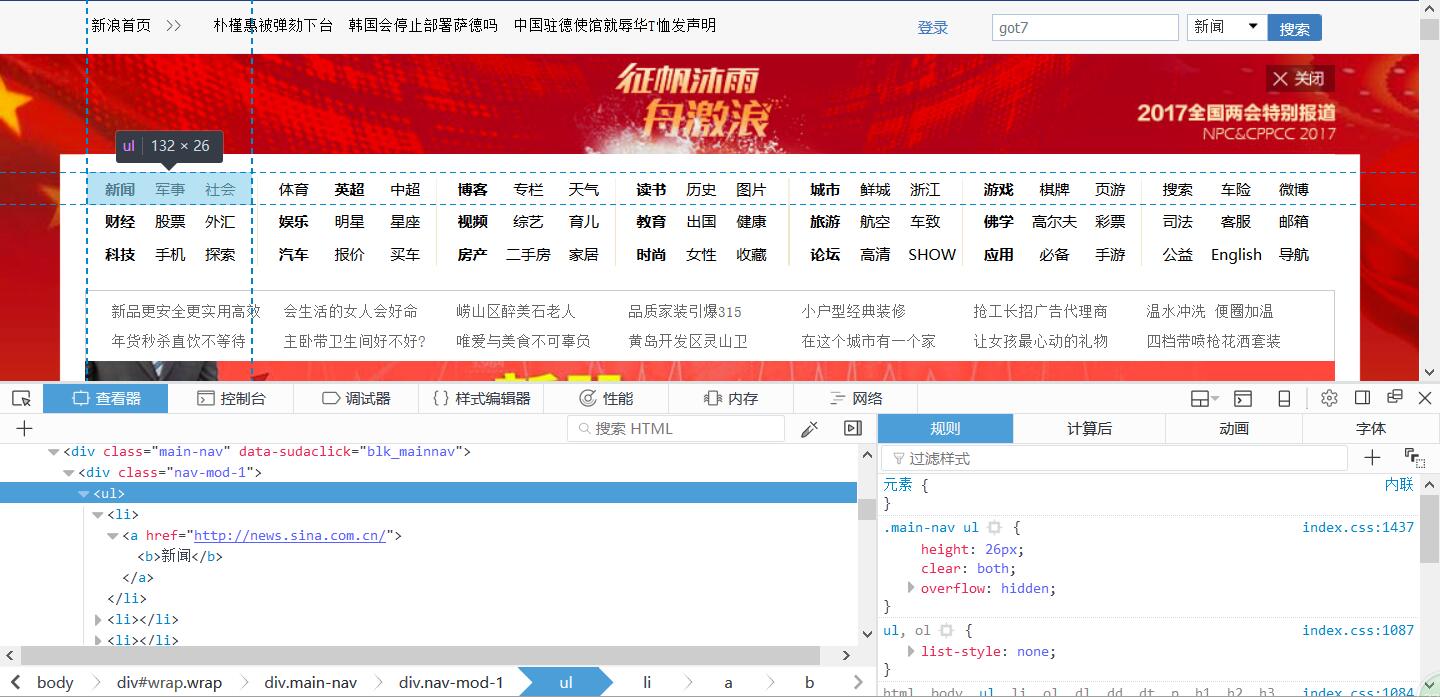 新浪首页 >> 朴槿惠被弹劾下台 韩国会停止部署萨德吗 中国驻德使馆就辱华T恤发声明 登录 got7 新闻 搜索
征帆沐雨 关闭
舟激浪 2017全国两会特别报道
NPC&CPPCC 2017
ul 132 × 26
新闻 军事 社会 体育 英超 中超 博客 专栏 天气 读书 历史 图片 城市 鲜城 浙江 游戏 棋牌 页游 搜索 车险 微博
财经 股票 外汇 娱乐 明星 星座 视频 综艺 育儿 教育 出国 健康 旅游 航空 车致 佛学 高尔夫 彩票 司法 客服 邮箱
科技 手机 探索 汽车 报价 买车 房产 二手房 家居 时尚 女性 收藏 论坛 高清 SHOW 应用 必备 手游 公益 English 导航
新品更安全更实用高效 会生活的女人会好命 崂山区醉美石老人 品质家装引爆315 小户型经典装修 抢工长招广告代理商 温水冲洗 便圈加温
年货秒杀直饮不等待 主卧带卫生间好不好? 唯爱与美食不可辜负 黄岛开发区灵山卫 在这个城市有一个家 让女孩最心动的礼物 四档带喷枪花洒套装
查看器 控制台 调试器 {} 样式编辑器 性能 内存 网络
+ 搜索 HTML 规则 计算后 动画 字体
<div class="main-nav" data-sudaclick="blk_mainnav">
<div class="nav-mod-1">
<ul>
<li>
<a href="http://news.sina.com.cn/">
<b>新闻</b>
</a>
</li>
<li></li>
<li></li>
body div#wrap.wrap div.main-nav div.nav-mod-1 ul li a b
过滤样式 +
元素 { 内联
}
.main-nav ul { index.css:1437
height: 26px;
clear: both;
overflow: hidden;
}
ul, ol { index.css:1087
list-style: none;
}
html, body, ul, li, ol, dl, dd, dt, p, h1, h2, h3, index.css:1084